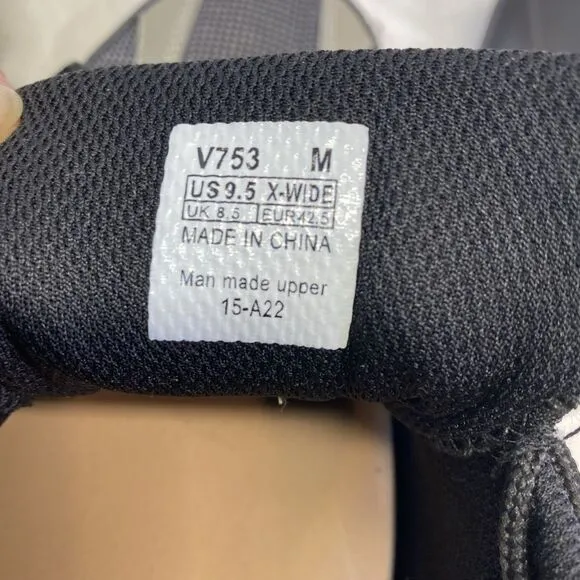 V753 M
US 9.5 X-WIDE
UK 8.5 EUR42.5
MADE IN CHINA
Man made upper
15-A22